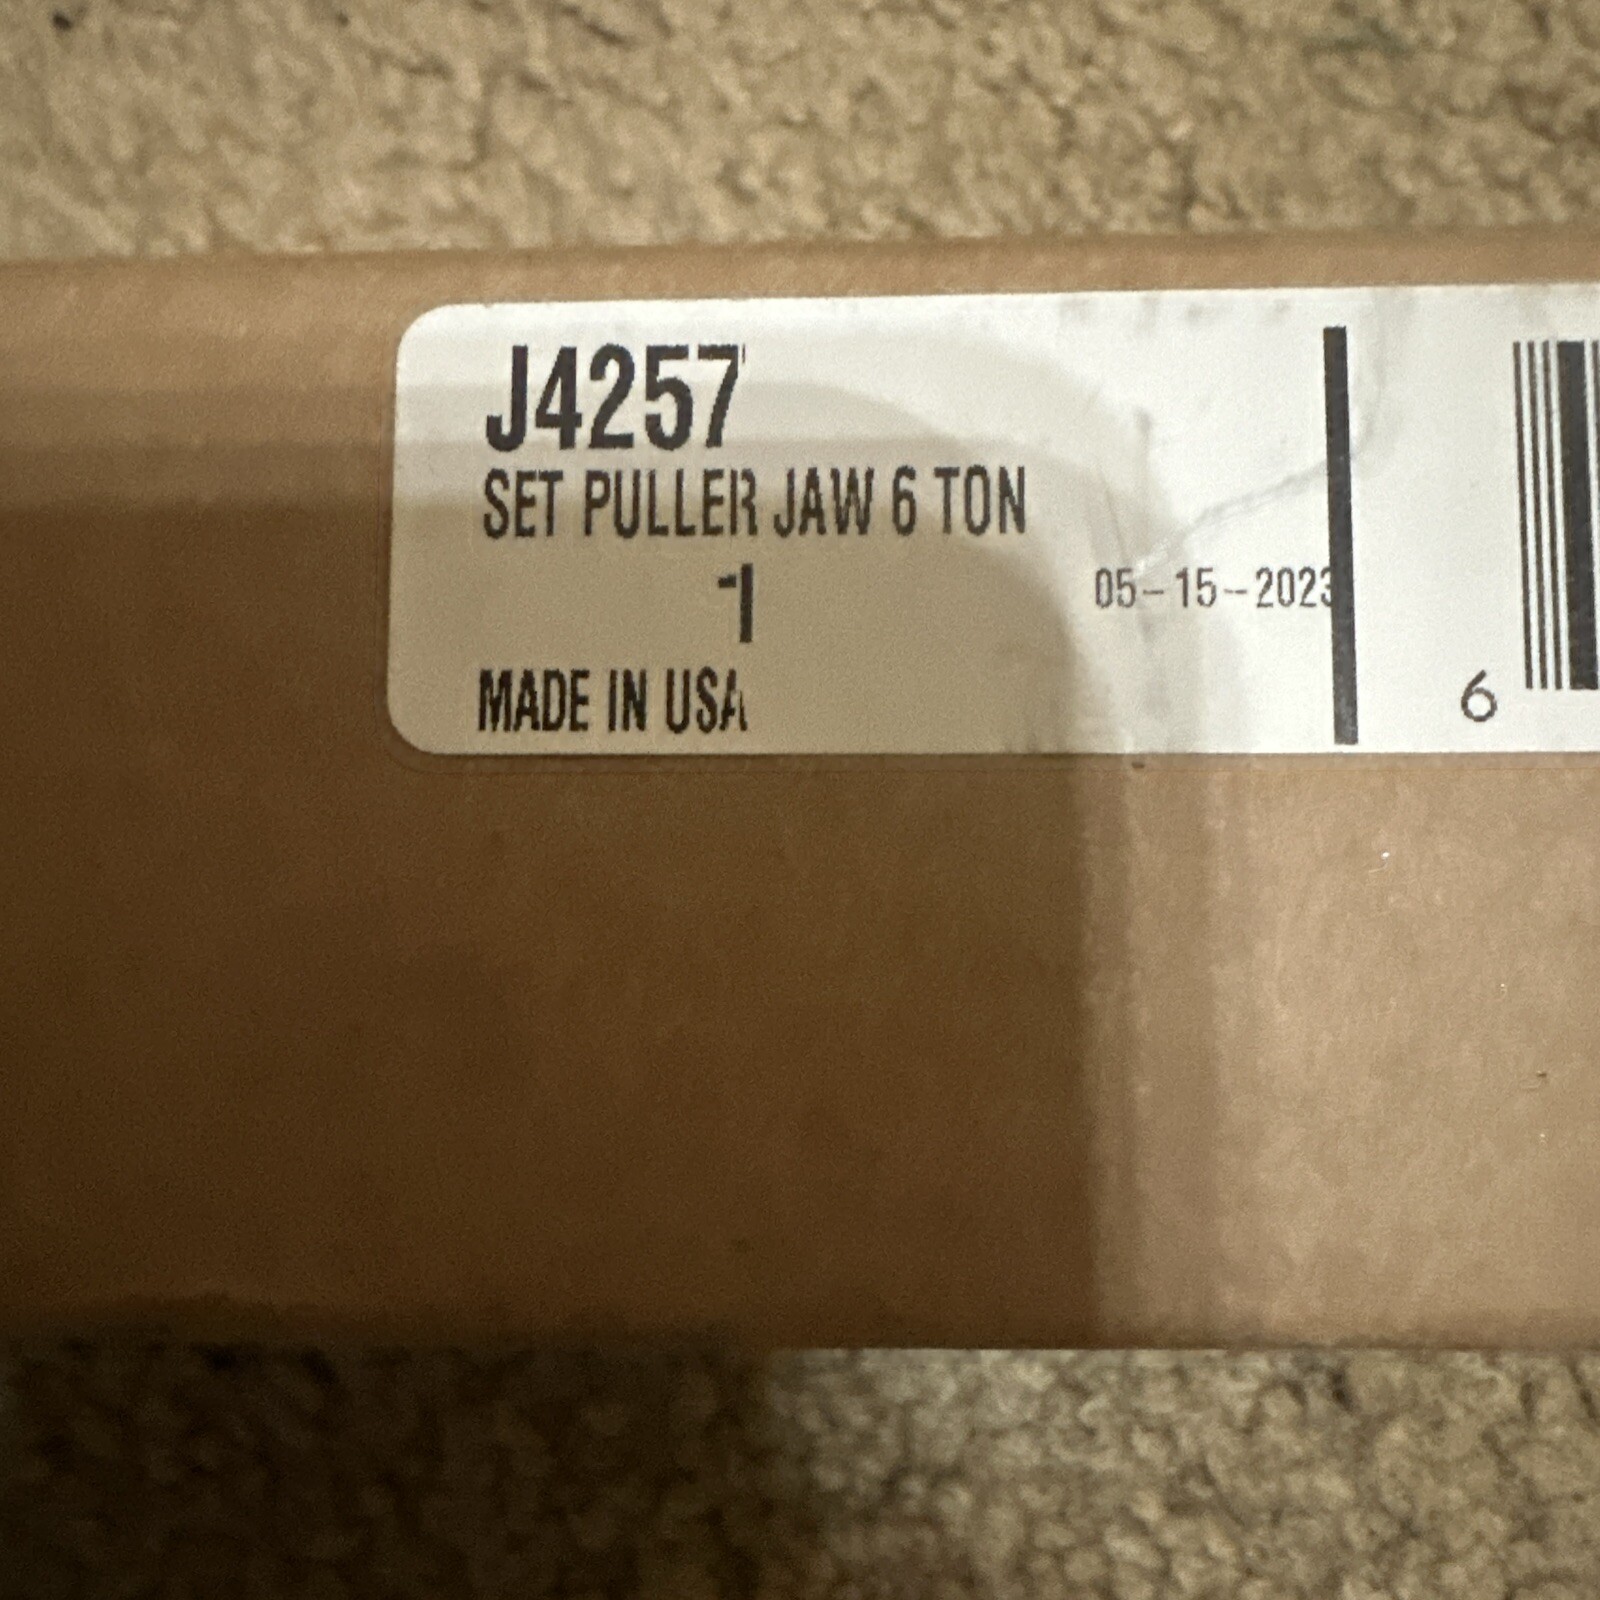 J4257
SET PULLER JAW 6 TON
1
05-15-2023
MADE IN USA
6